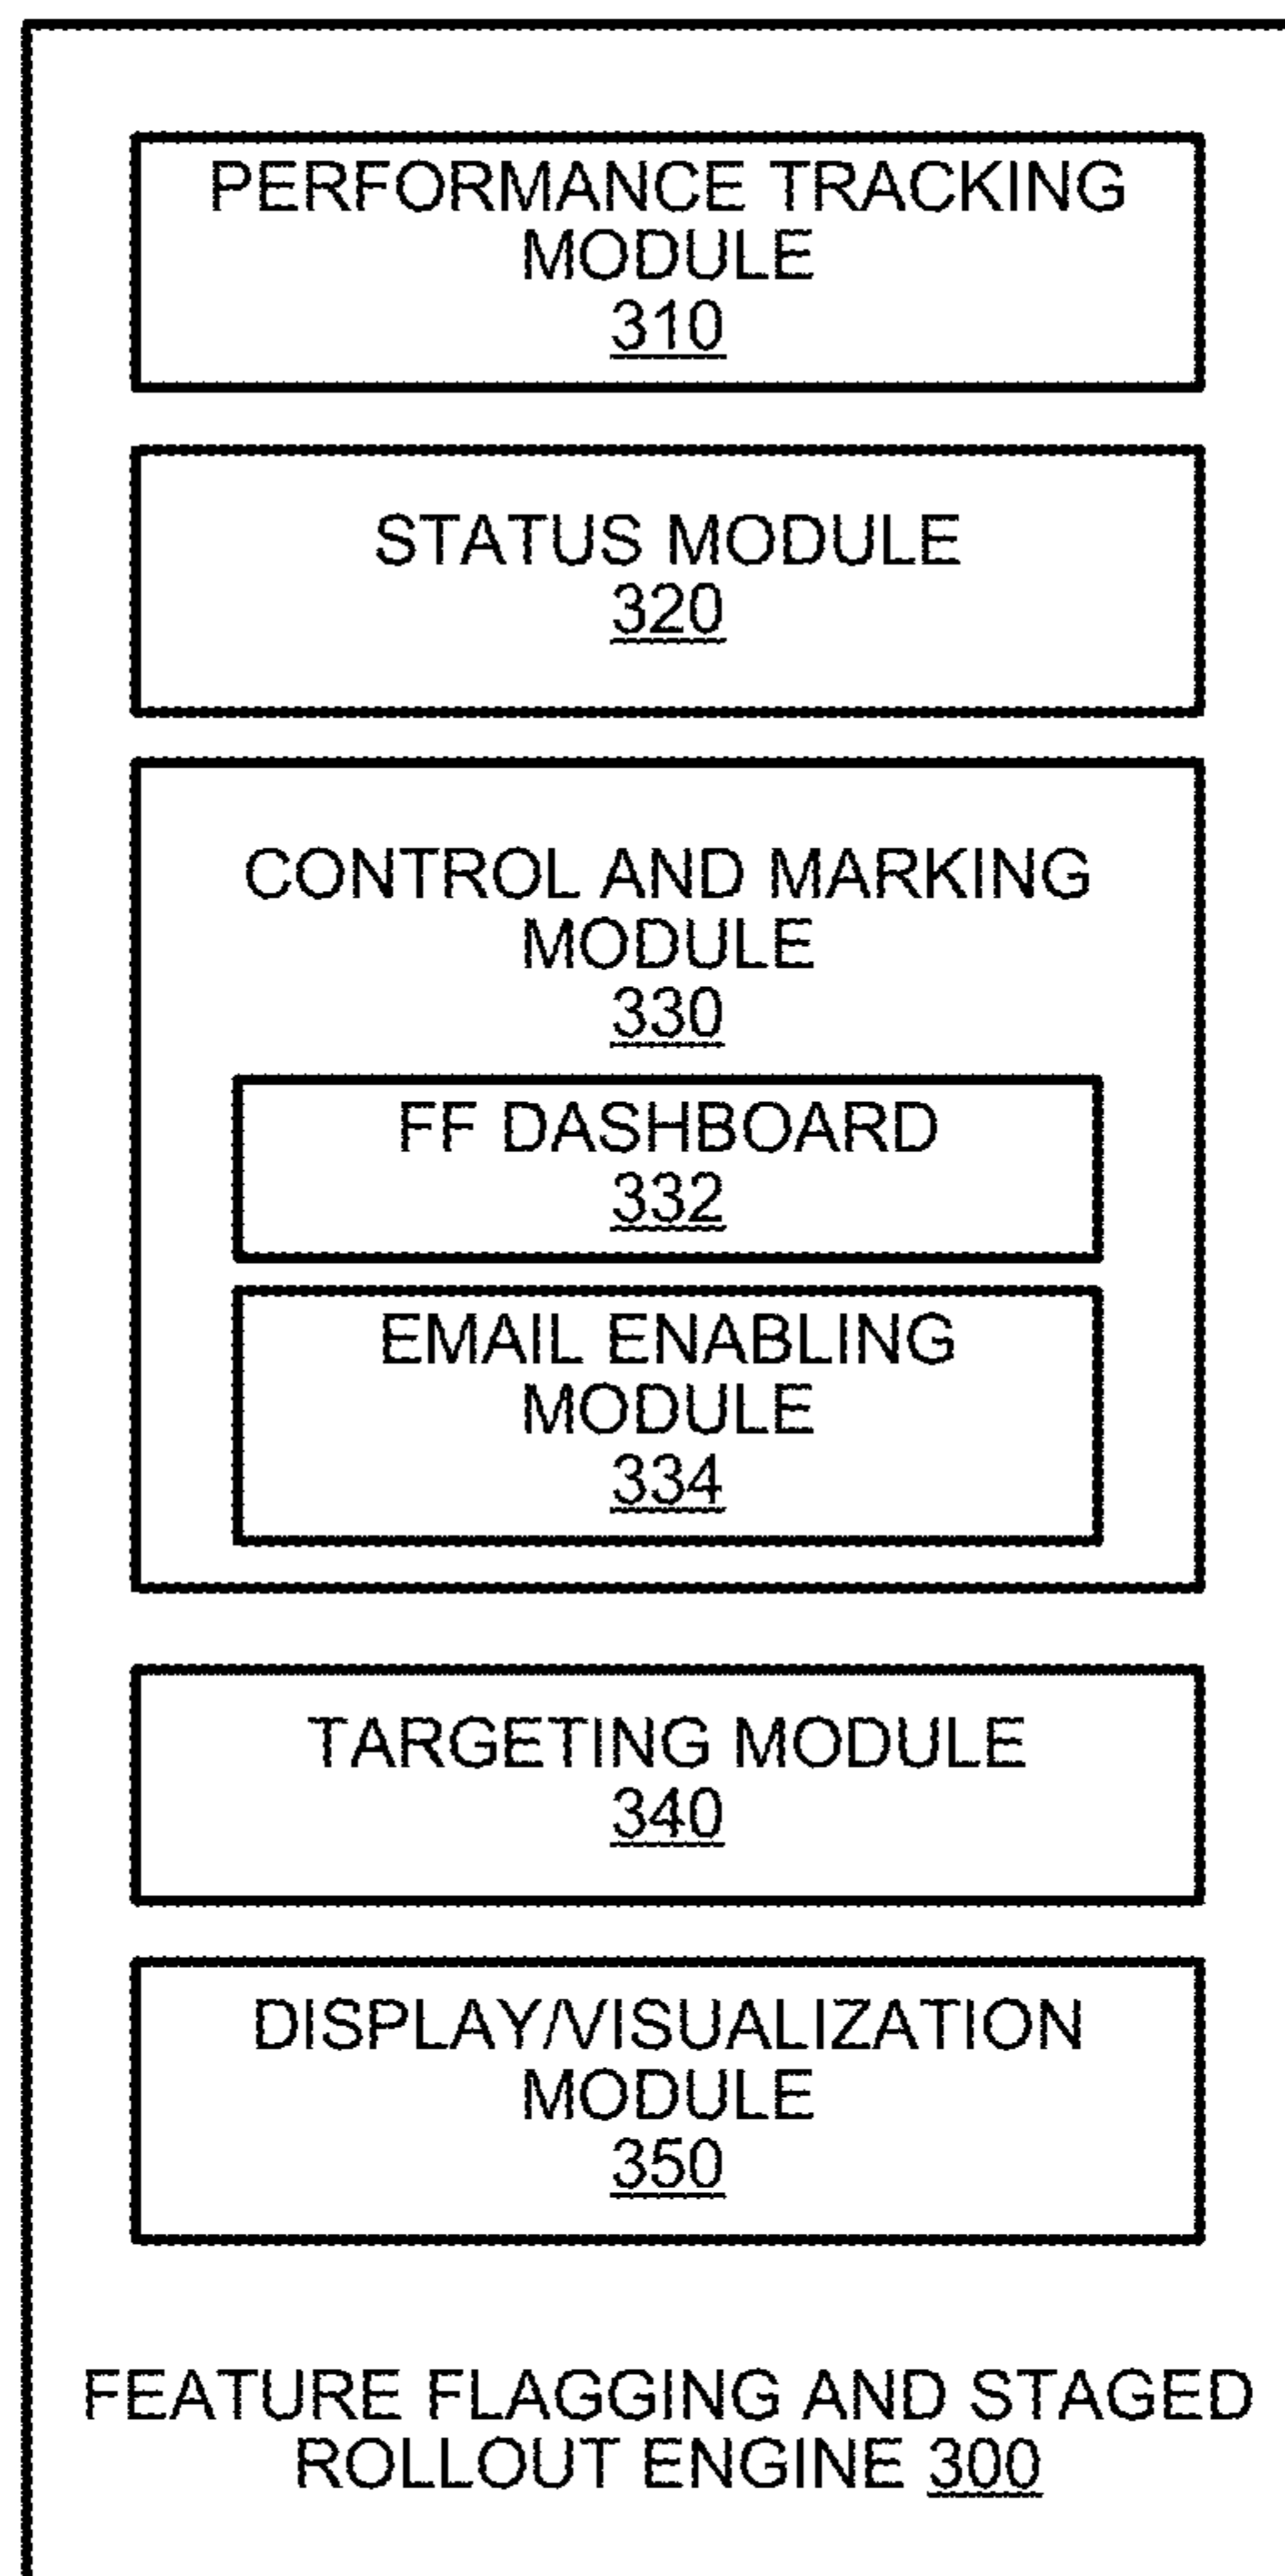 PERFORMANCE TRACKING
MODULE
310
STATUS MODULE
320
CONTROL AND MARKING
MODULE
330
FF DASHBOARD
332
EMAIL ENABLING
MODULE
334
TARGETING MODULE
340
DISPLAY/VISUALIZATION
MODULE
350
FEATURE FLAGGING AND STAGED
ROLLOUT ENGINE 300